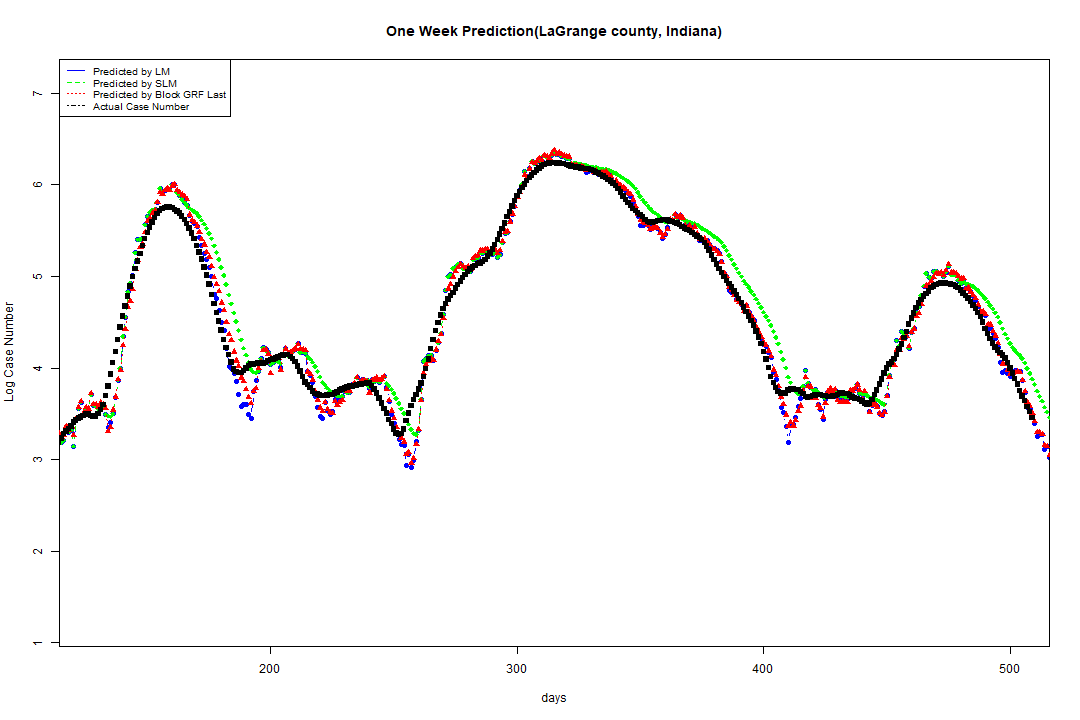 One Week Prediction(LaGrange county, Indiana)
Predicted by LM
Predicted by SLM
Predicted by Block GRF Last
Actual Case Number
7
6
5
4
3
2
1
Log Case Number
200
300
400
500
days